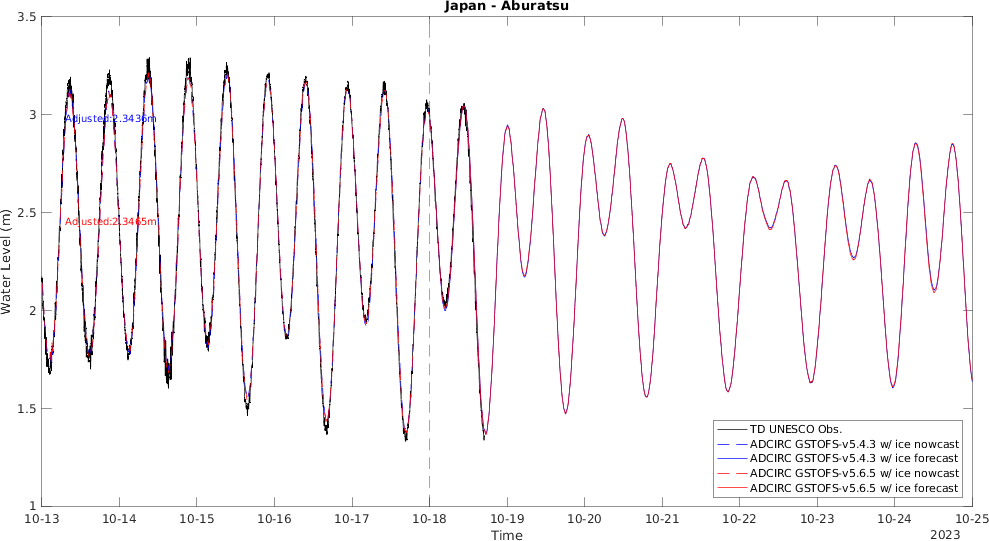 Japan - Aburatsu
3.5
3
2.5
2
1.5
1
Water Level (m)
Adjusted:2.3436m
Adjusted:2.3465m
TD UNESCO Obs.
ADCIRC GSTOFS-v5.4.3 w/ ice nowcast
ADCIRC GSTOFS-v5.4.3 w/ ice forecast
ADCIRC GSTOFS-v5.6.5 w/ ice nowcast
ADCIRC GSTOFS-v5.6.5 w/ ice forecast
10-13 10-14 10-15 10-16 10-17 10-18 10-19 10-20 10-21 10-22 10-23 10-24 10-25
Time
2023